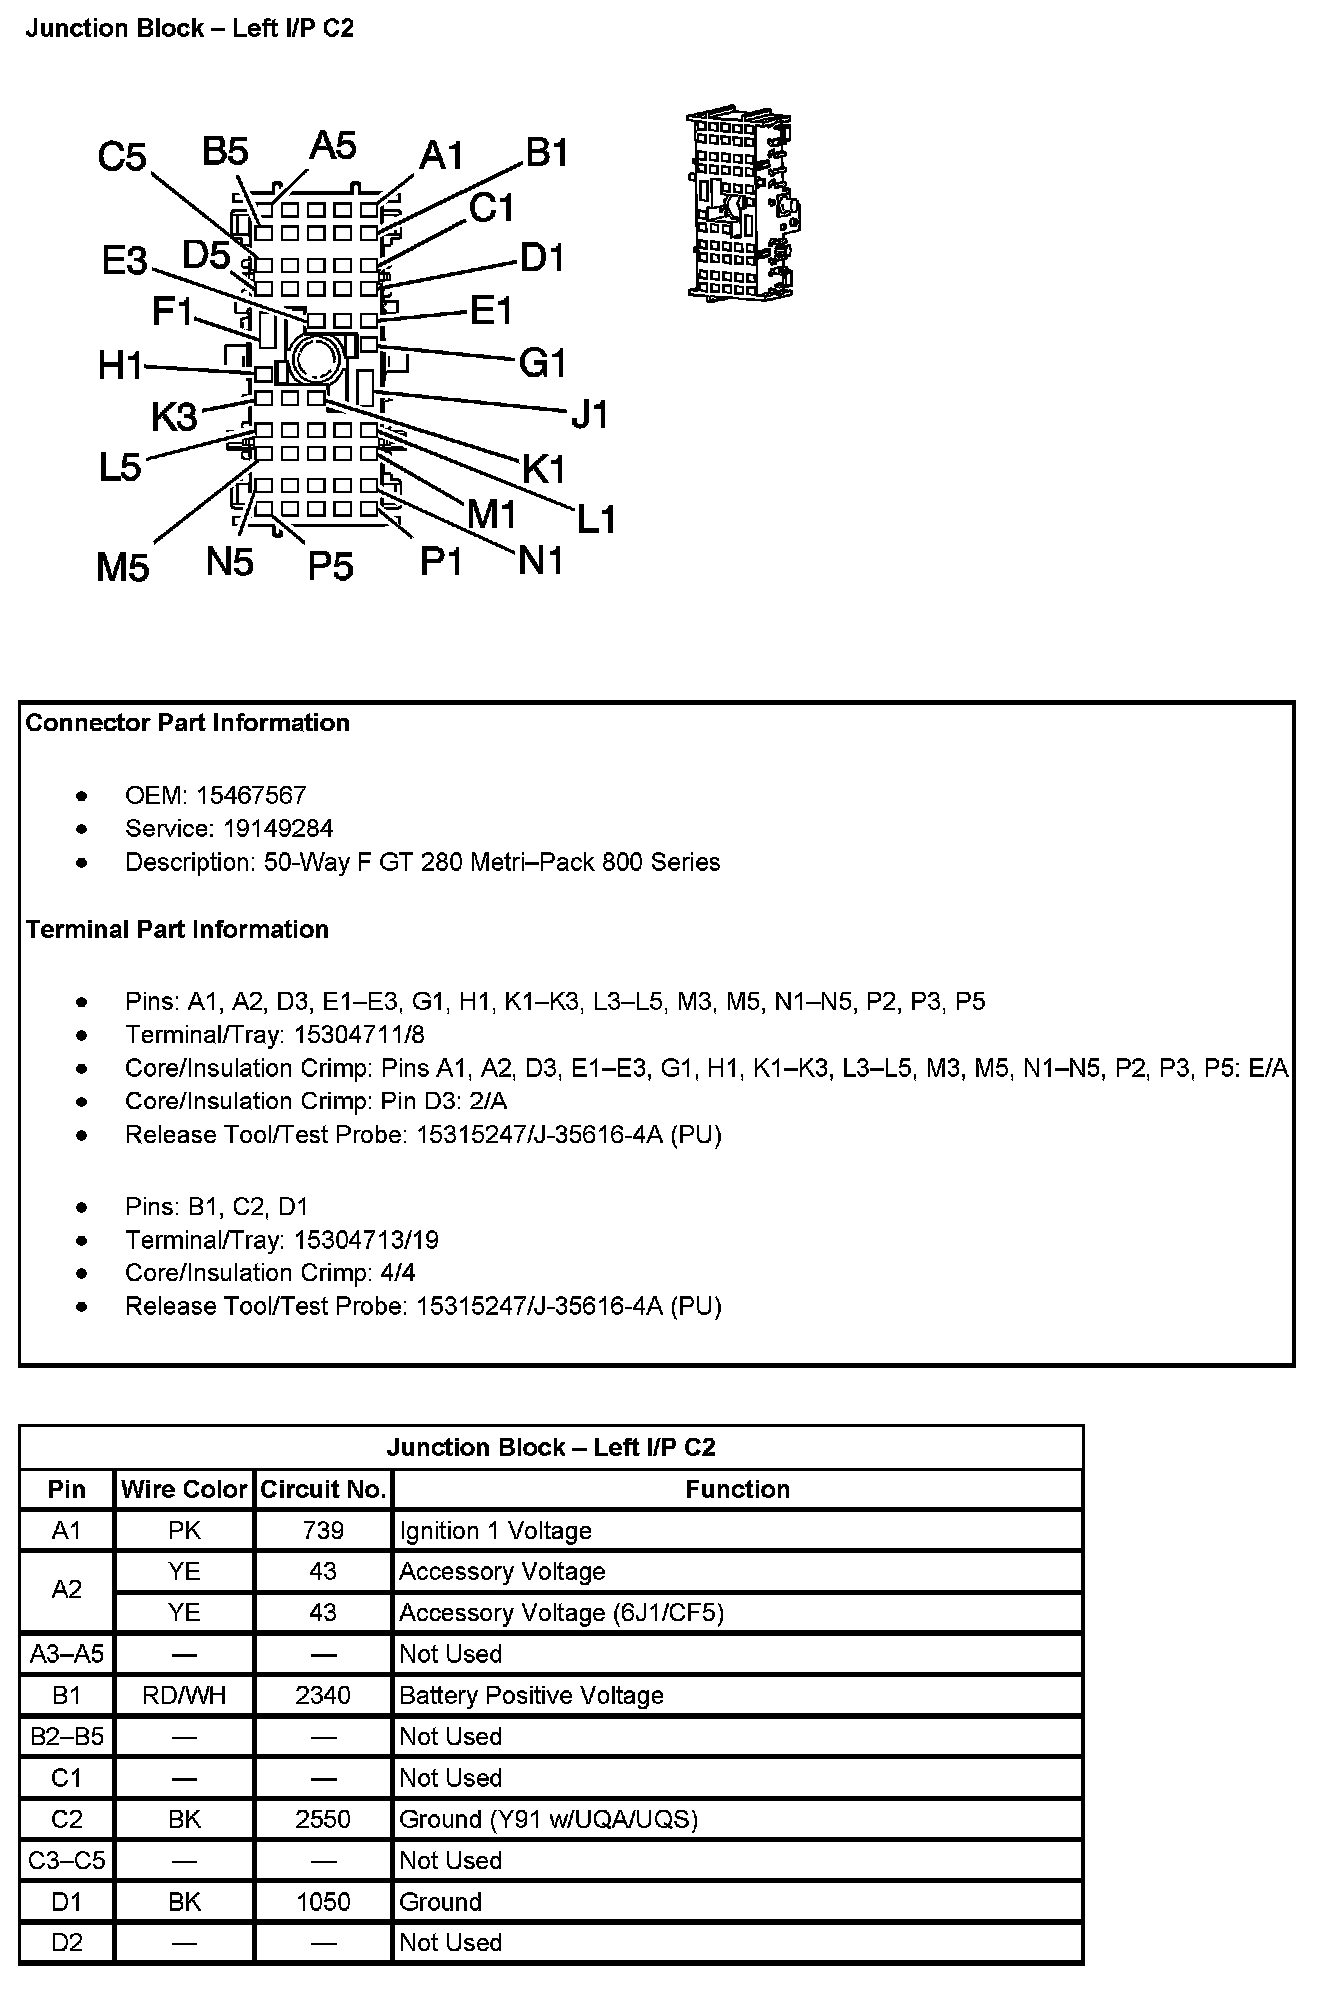 Junction Block – Left I/P C2
C5 B5 A5 A1 B1
C1
E3 D5 D1
F1 E1
H1 G1
K3 J1
L5 K1
M1 L1
M5 N5 P5 P1 N1
Connector Part Information
• OEM: 15467567
• Service: 19149284
• Description: 50-Way F GT 280 Metri–Pack 800 Series
Terminal Part Information
• Pins: A1, A2, D3, E1–E3, G1, H1, K1–K3, L3–L5, M3, M5, N1–N5, P2, P3, P5
• Terminal/Tray: 15304711/8
• Core/Insulation Crimp: Pins A1, A2, D3, E1–E3, G1, H1, K1–K3, L3–L5, M3, M5, N1–N5, P2, P3, P5: E/A
• Core/Insulation Crimp: Pin D3: 2/A
• Release Tool/Test Probe: 15315247/J-35616-4A (PU)
• Pins: B1, C2, D1
• Terminal/Tray: 15304713/19
• Core/Insulation Crimp: 4/4
• Release Tool/Test Probe: 15315247/J-35616-4A (PU)
Junction Block – Left I/P C2
Pin Wire Color Circuit No. Function
A1 PK 739 Ignition 1 Voltage
A2 YE 43 Accessory Voltage
YE 43 Accessory Voltage (6J1/CF5)
A3–A5 — — Not Used
B1 RD/WH 2340 Battery Positive Voltage
B2–B5 — — Not Used
C1 — — Not Used
C2 BK 2550 Ground (Y91 w/UQA/UQS)
C3–C5 — — Not Used
D1 BK 1050 Ground
D2 — — Not Used